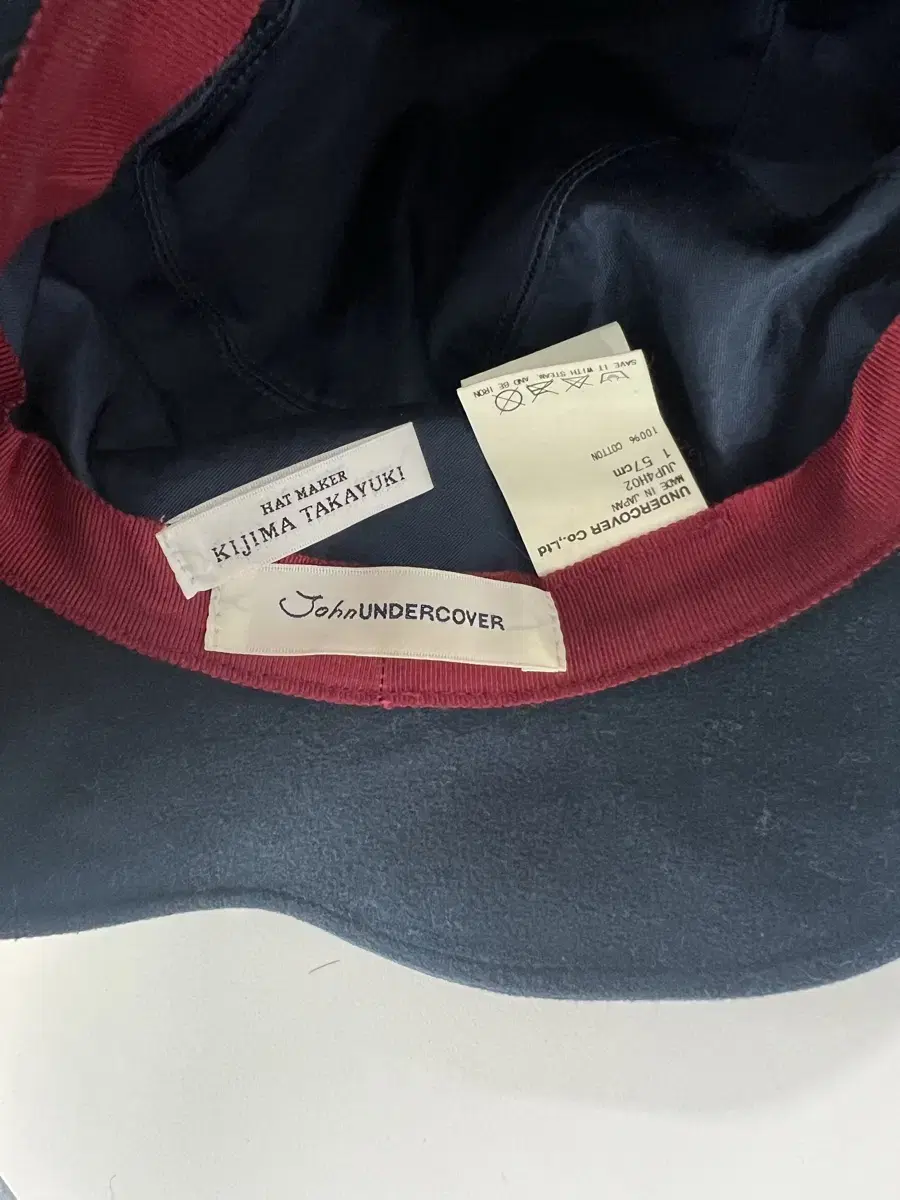 HAT MAKER
KIJIMA TAKAYUKI
JohnUNDERCOVER
UNDERCOVER Co.,Ltd
MADE IN JAPAN
JUP4H02
1 57cm
100% COTTON
SAVE IT WITH STEAM, AND BE IRON